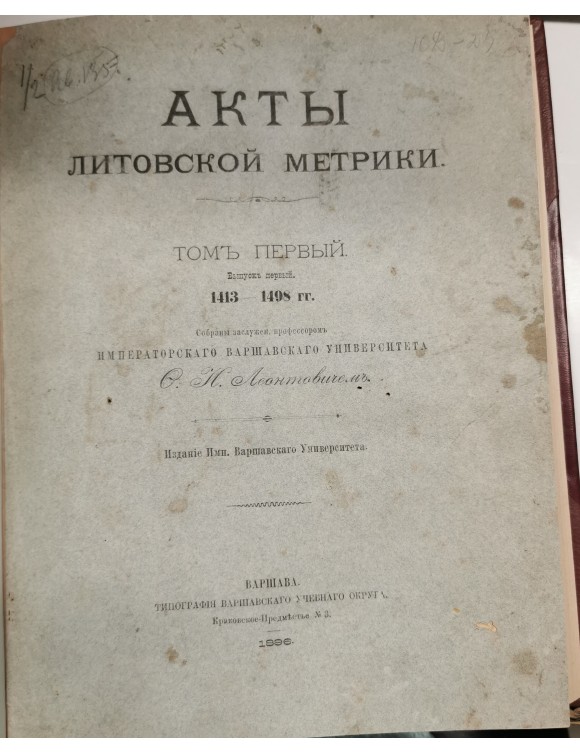 АКТЫ
ЛИТОВСКОЙ МЕТРИКИ.
ТОМЪ ПЕРВЫЙ.
Выпускъ первый.
1413 — 1498 гг.
Собраны заслужен. профессоромъ
ИМПЕРАТОРСКАГО ВАРШАВСКАГО УНИВЕРСИТЕТА
Ѳ. И. Леонтовичемъ.
Изданіе Имп. Варшавскаго Университета.
ВАРШАВА.
ТИПОГРАФІЯ ВАРШАВСКАГО УЧЕБНАГО ОКРУГА.
Краковское-Предмѣстье № 3.
1896.